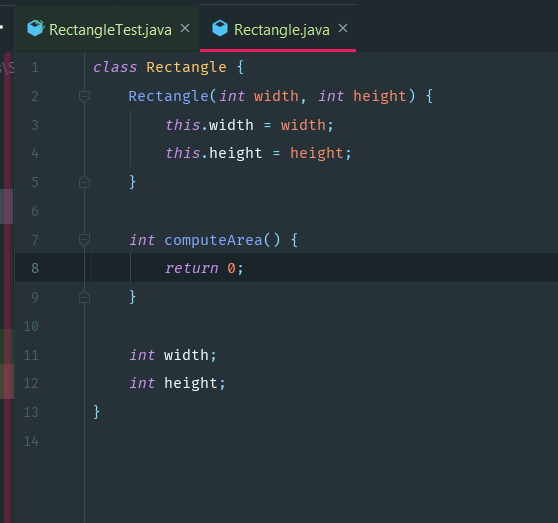 RectangleTest.java × Rectangle.java ×
1 class Rectangle {
2 Rectangle(int width, int height) {
3 this.width = width;
4 this.height = height;
5 }
6
7 int computeArea() {
8 return 0;
9 }
10
11 int width;
12 int height;
13 }
14